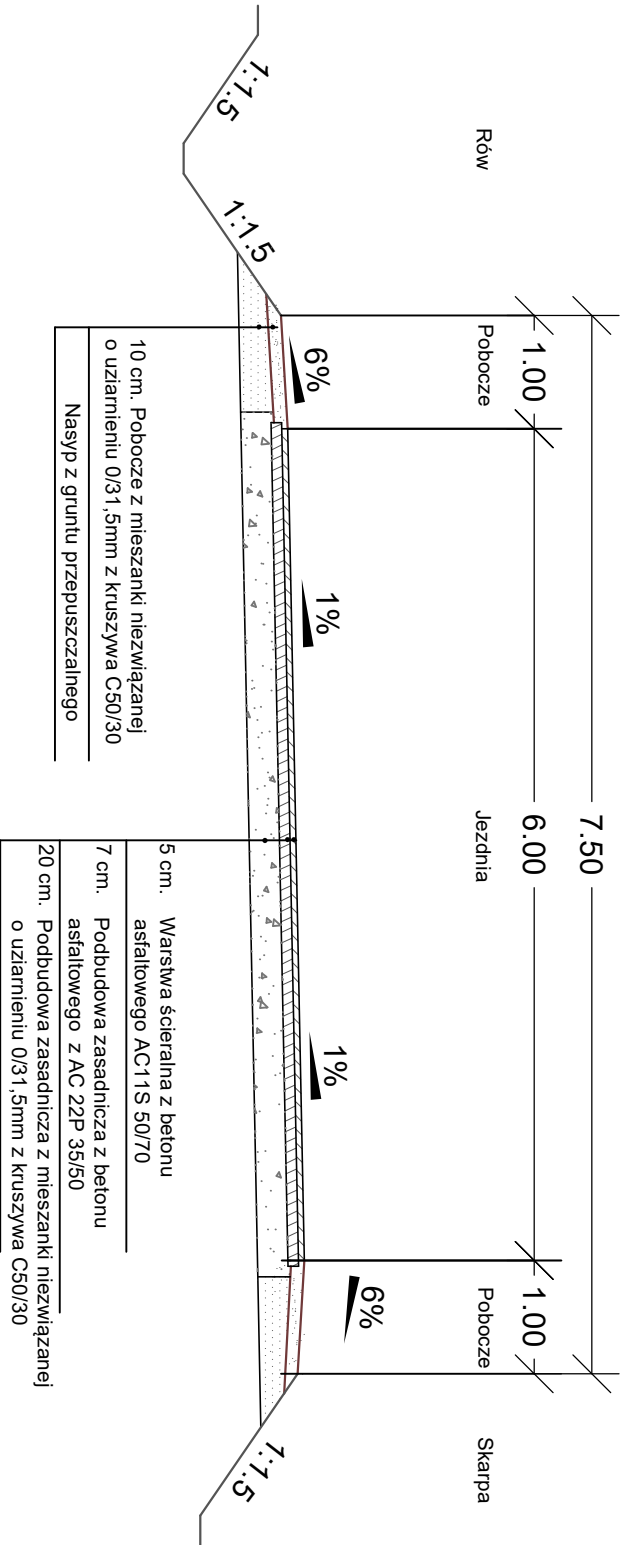 7.50
1.00
6.00
1.00
Rów
Pobocze
Jezdnia
Pobocze
Skarpa
1:1.5
1:1.5
6%
1%
1%
6%
1:1.5
10 cm. Pobocze z mieszanki niezwiązanej
o uziarnieniu 0/31,5mm z kruszywa C50/30
Nasyp z gruntu przepuszczalnego
5 cm. Warstwa ścieralna z betonu
asfaltowego AC11S 50/70
7 cm. Podbudowa zasadnicza z betonu
asfaltowego z AC 22P 35/50
20 cm. Podbudowa zasadnicza z mieszanki niezwiązanej
o uziarnieniu 0/31,5mm z kruszywa C50/30